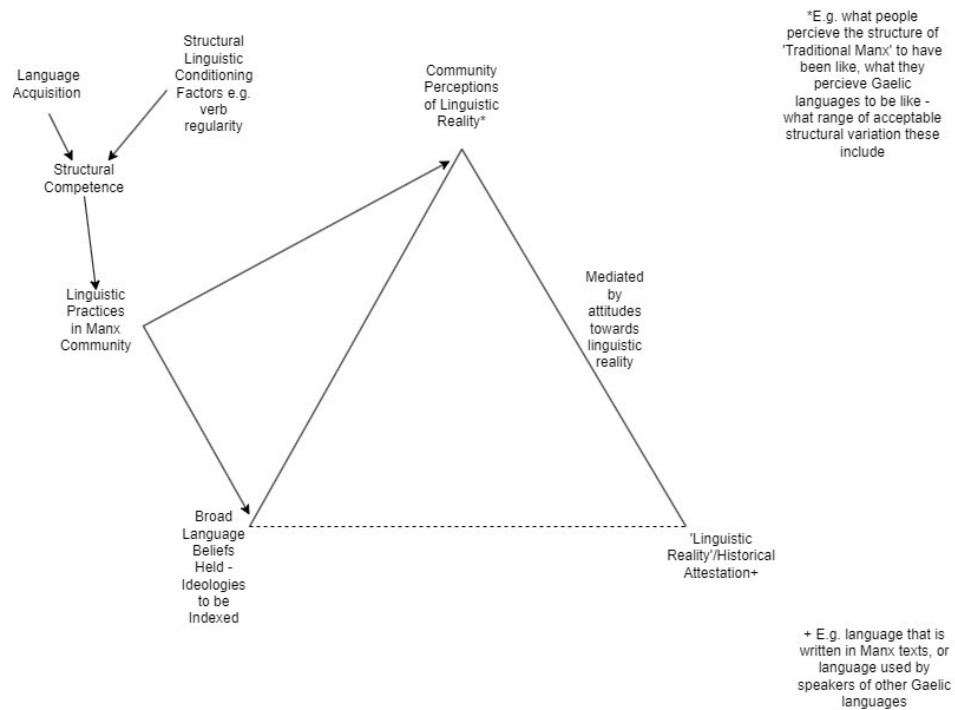 Language
Acquisition
Structural
Linguistic
Conditioning
Factors e.g.
verb
regularity
Structural
Competence
Linguistic
Practices
in Manx
Community
Community
Perceptions
of Linguistic
Reality*
Mediated
by
attitudes
towards
linguistic
reality
Broad
Language
Beliefs
Held -
Ideologies
to be
Indexed
'Linguistic
Reality'/Historical
Attestation+
*E.g. what people
percieve the structure of
'Traditional Manx' to have
been like, what they
percieve Gaelic
languages to be like -
what range of acceptable
structural variation these
include
+ E.g. language that is
written in Manx texts, or
language used by
speakers of other Gaelic
languages